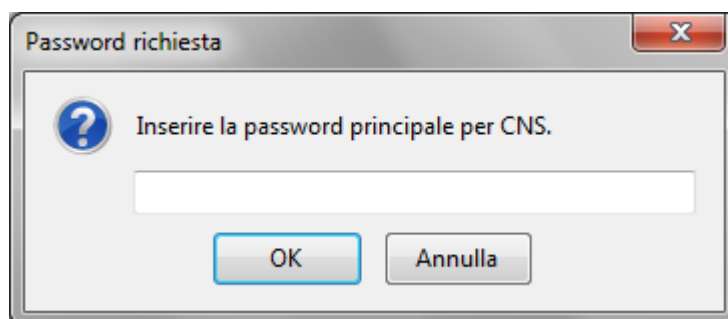 Password richiesta
Inserire la password principale per CNS.
OK
Annulla